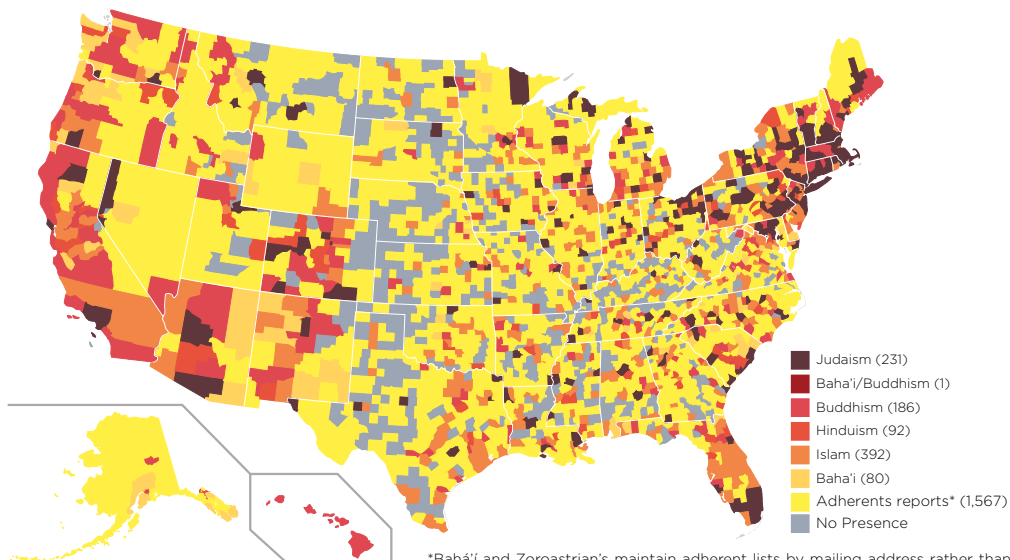 Judaism (231)
Baha'i/Buddhism (1)
Buddhism (186)
Hinduism (92)
Islam (392)
Baha'i (80)
Adherents reports* (1,567)
No Presence
*Bahá'í and Zoroastrian's maintain adherent lists by mailing address rather than